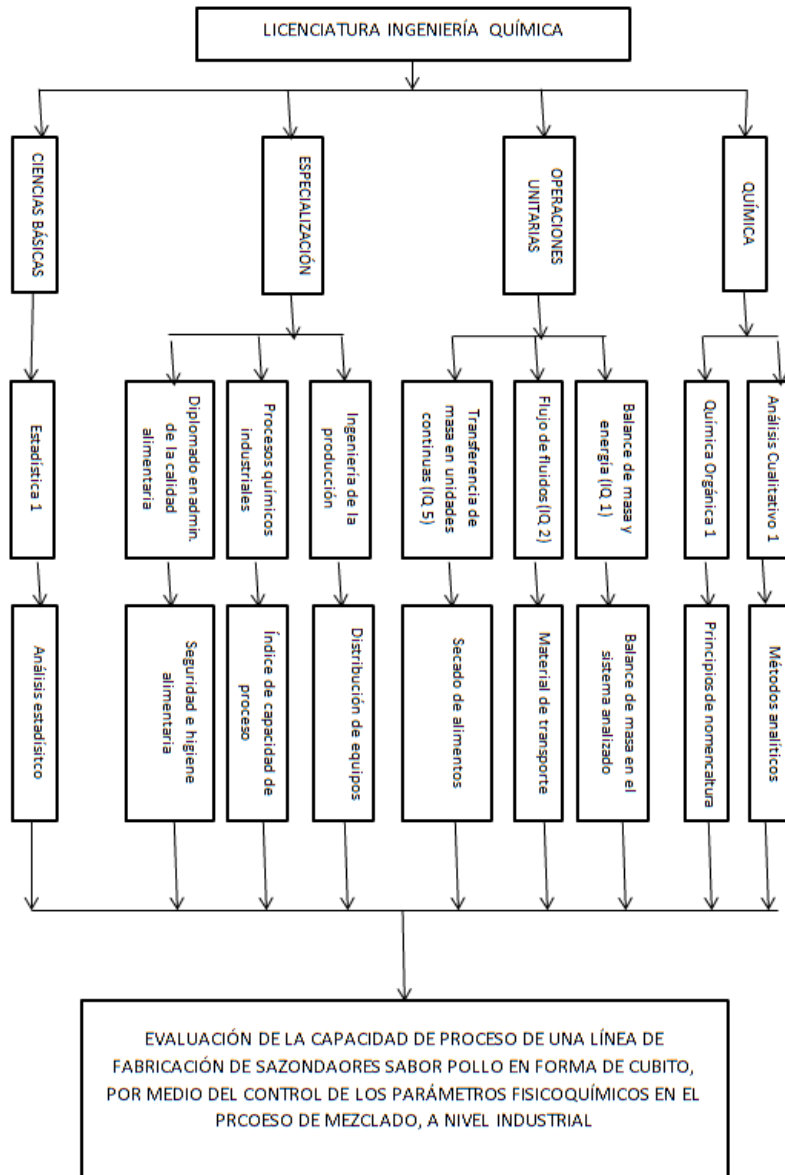 LICENCIATURA INGENIERÍA QUÍMICA
CIENCIAS BÁSICAS
ESPECIALIZACIÓN
OPERACIONES
UNITARIAS
QUÍMICA
Estadística 1
Diplomado en admin.
de la calidad
alimentaria
Procesos químicos
industriales
Ingeniería de la
producción
Transferencia de
masa en unidades
continuas (IQ 5)
Flujo de fluidos (IQ 2)
Balance de masa y
energía (IQ 1)
Química Orgánica 1
Análisis Cualitativo 1
Análisis estadísitco
Seguridad e higiene
alimentaria
Índice de capacidad de
proceso
Distribución de equipos
Secado de alimentos
Material de transporte
Balance de masa en el
sistema analizado
Principios de nomencaltura
Métodos analíticos
EVALUACIÓN DE LA CAPACIDAD DE PROCESO DE UNA LÍNEA DE
FABRICACIÓN DE SAZONDAORES SABOR POLLO EN FORMA DE CUBITO,
POR MEDIO DEL CONTROL DE LOS PARÁMETROS FISICOQUÍMICOS EN EL
PRCOESO DE MEZCLADO, A NIVEL INDUSTRIAL